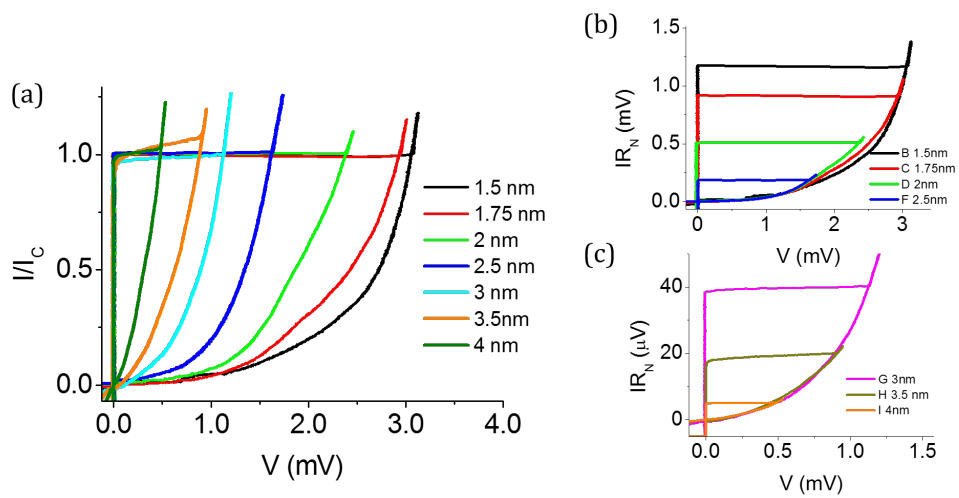 (a)
I/I_C
1.0
0.5
0.0
0.0 1.0 2.0 3.0 4.0
V (mV)
1.5 nm
1.75 nm
2 nm
2.5 nm
3 nm
3.5nm
4 nm
(b)
IR_N (mV)
1.0
0.5
0.0
0 1 2 3
V (mV)
B 1.5nm
C 1.75nm
D 2nm
F 2.5nm
(c)
IR_N (μV)
40
20
0
0.0 0.5 1.0 1.5
V (mV)
G 3nm
H 3.5 nm
I 4nm